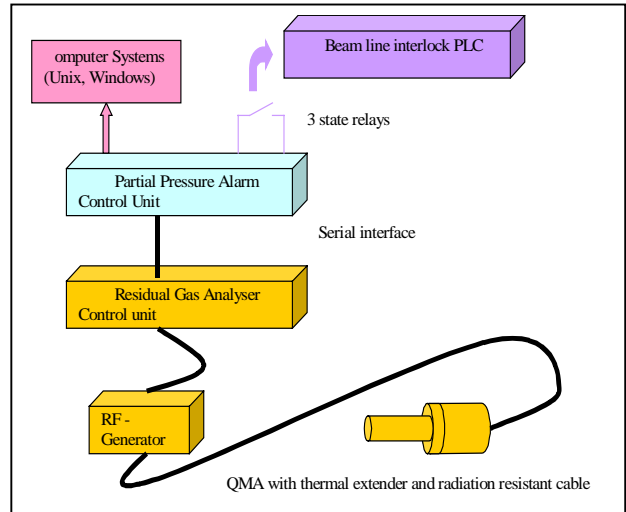 omputer Systems
(Unix, Windows)
Beam line interlock PLC
3 state relays
Partial Pressure Alarm
Control Unit
Serial interface
Residual Gas Analyser
Control unit
RF -
Generator
QMA with thermal extender and radiation resistant cable